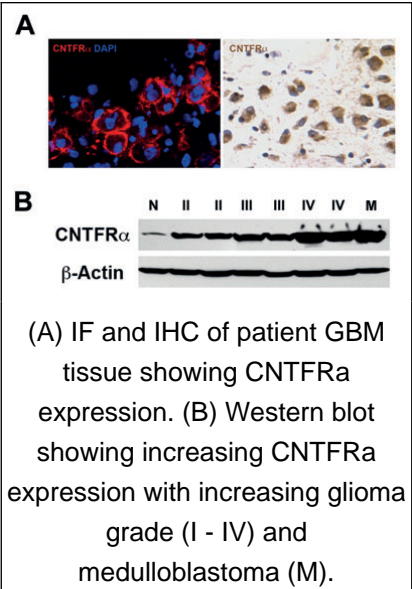 A
CNTFRα DAPI
CNTFRα
B
N II II III III IV IV M
CNTFRα
β-Actin
(A) IF and IHC of patient GBM
tissue showing CNTFRa
expression. (B) Western blot
showing increasing CNTFRa
expression with increasing glioma
grade (I - IV) and
medulloblastoma (M).